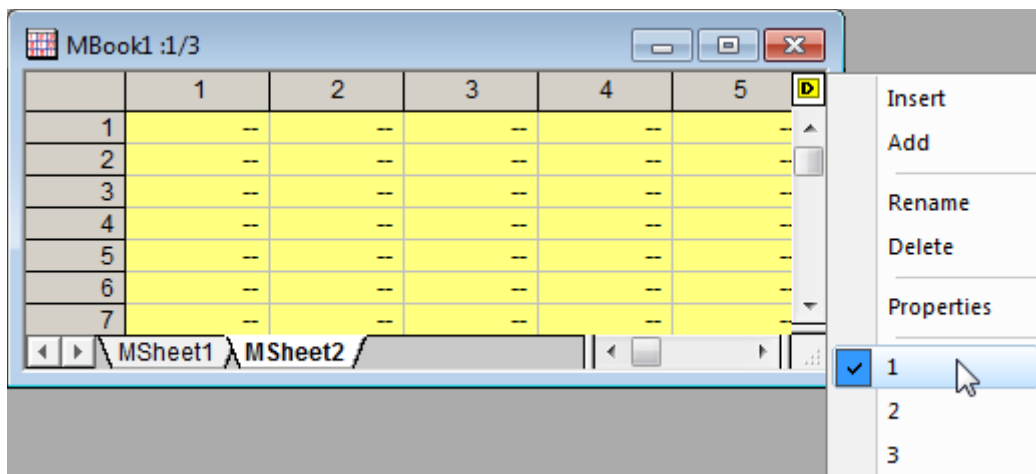 MBook1 :1/3
1 2 3 4 5 D
1 -- -- -- -- --
2 -- -- -- -- --
3 -- -- -- -- --
4 -- -- -- -- --
5 -- -- -- -- --
6 -- -- -- -- --
7 -- -- -- -- --
MSheet1 MSheet2
Insert
Add
Rename
Delete
Properties
1
2
3